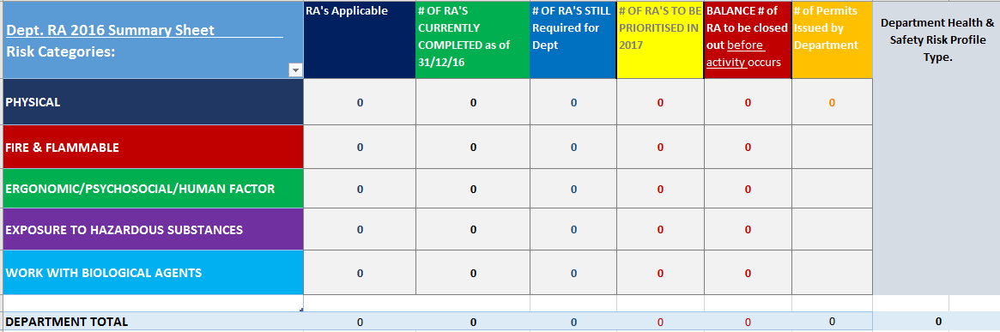 Dept. RA 2016 Summary Sheet
Risk Categories:
RA's Applicable
# OF RA'S
CURRENTLY
COMPLETED as of
31/12/16
# OF RA'S STILL
Required for
Dept
# OF RA'S TO BE
PRIORITISED IN
2017
BALANCE # of
RA to be closed
out before
activity occurs
# of Permits
Issued by
Department
Department Health &
Safety Risk Profile
Type.
PHYSICAL 0 0 0 0 0 0
FIRE & FLAMMABLE 0 0 0 0 0
ERGONOMIC/PSYCHOSOCIAL/HUMAN FACTOR 0 0 0 0 0
EXPOSURE TO HAZARDOUS SUBSTANCES 0 0 0 0 0
WORK WITH BIOLOGICAL AGENTS 0 0 0 0 0
DEPARTMENT TOTAL 0 0 0 0 0 0 0